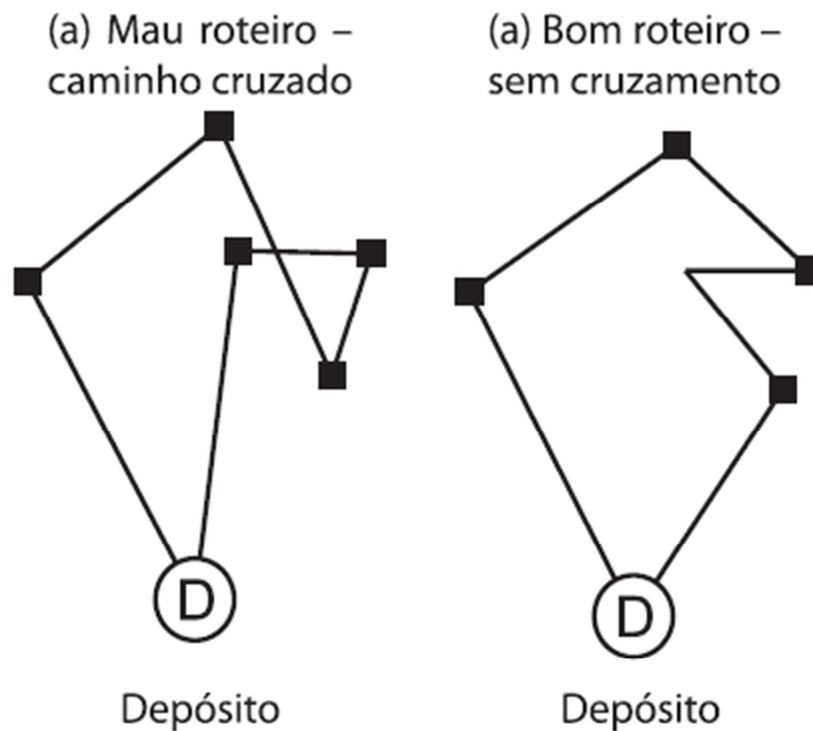 (a) Mau roteiro –
caminho cruzado
(a) Bom roteiro –
sem cruzamento
D
Depósito
D
Depósito